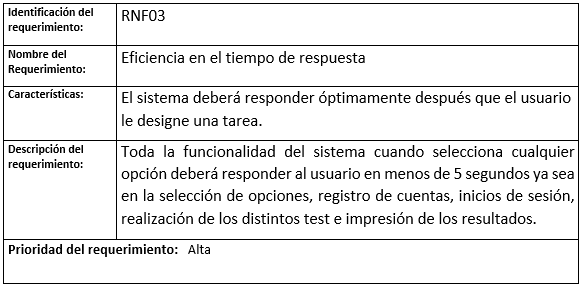 Identificación del
requerimiento:
RNF03
Nombre del
Requerimiento:
Eficiencia en el tiempo de respuesta
Características:
El sistema deberá responder óptimamente después que el usuario
le designe una tarea.
Descripción del
requerimiento:
Toda la funcionalidad del sistema cuando selecciona cualquier
opción deberá responder al usuario en menos de 5 segundos ya sea
en la selección de opciones, registro de cuentas, inicios de sesión,
realización de los distintos test e impresión de los resultados.
Prioridad del requerimiento: Alta